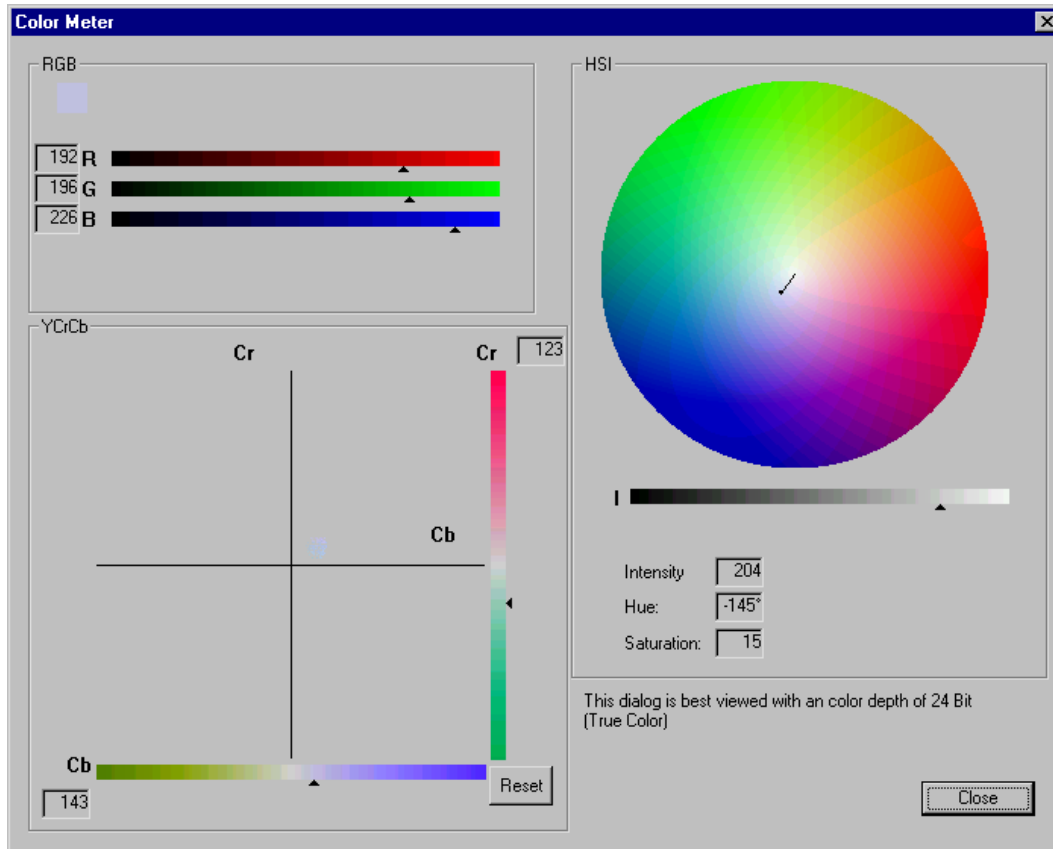 Color Meter
RGB
192 R
196 G
226 B
YCrCb
Cr
Cr 123
Cb
Cb
143
Reset
HSI
I
Intensity 204
Hue: -145°
Saturation: 15
This dialog is best viewed with an color depth of 24 Bit
(True Color)
Close